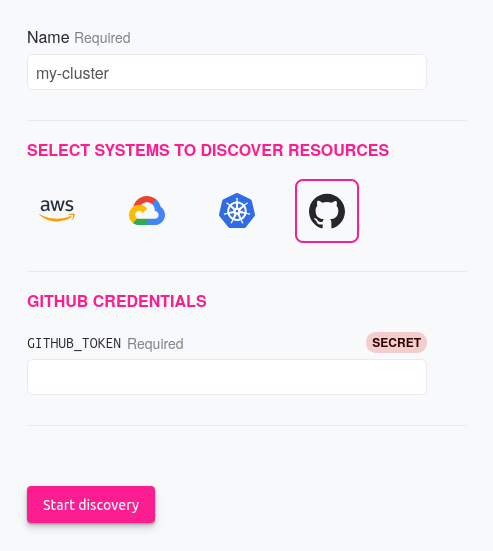 Name Required
my-cluster
SELECT SYSTEMS TO DISCOVER RESOURCES
aws
GITHUB CREDENTIALS
GITHUB_TOKEN Required SECRET
Start discovery